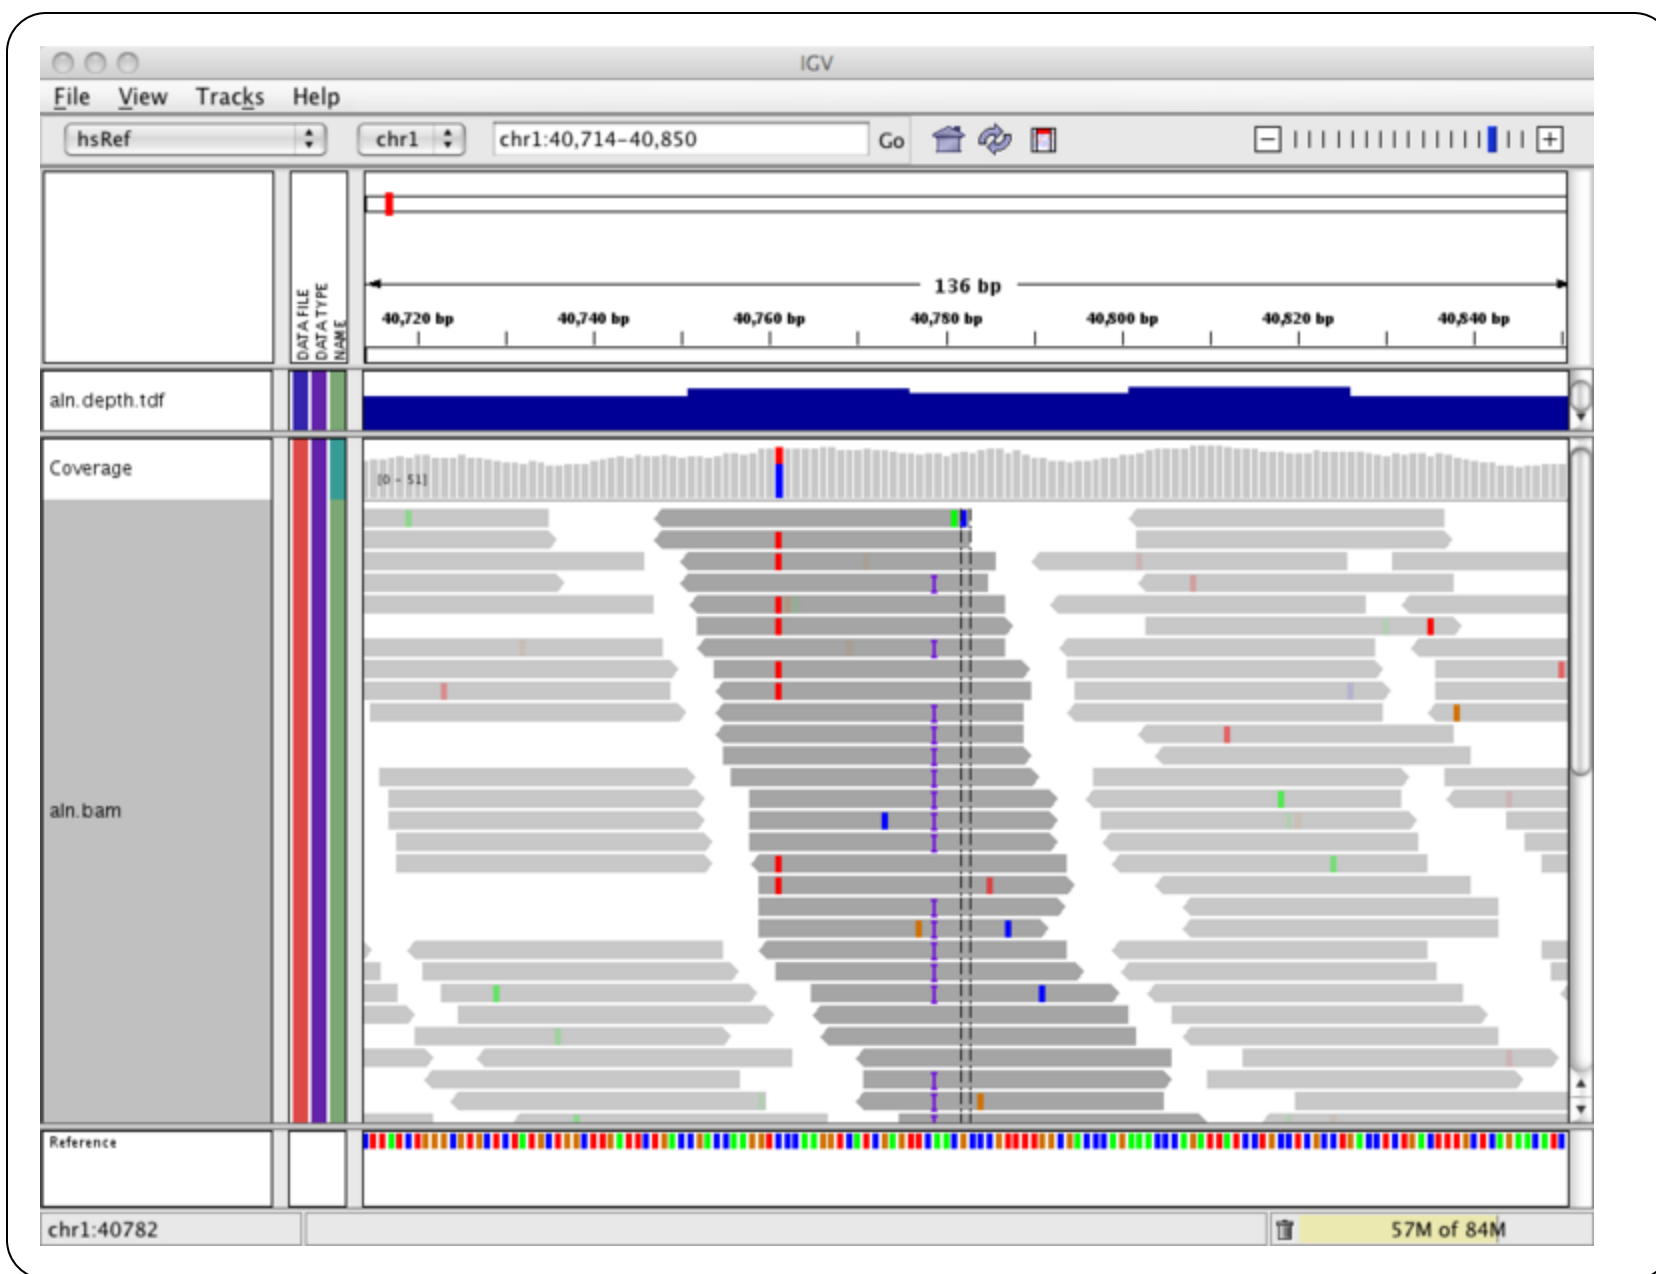 IGV
File View Tracks Help
hsRef chr1 chr1:40,714-40,850 Go
DATA FILE
DATA TYPE
NAME
136 bp
40,720 bp 40,740 bp 40,760 bp 40,780 bp 40,800 bp 40,820 bp 40,840 bp
aln.depth.tdf
Coverage
[0 - 51]
aln.bam
Reference
chr1:40782 57M of 84M